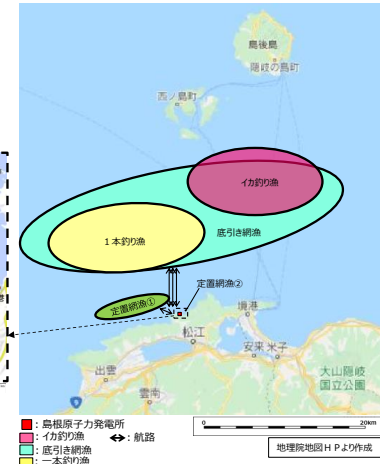 島後島
隠岐の島町
西ノ島町
イカ釣り漁
底引き網漁
1本釣り漁
定置網漁②
定置網漁①
境港
松江
安来
米子
出雲
雲南
大山隠岐
国立公園
：島根原子力発電所
：イカ釣り漁
：航路
：底引き網漁
：一本釣り漁
0
20km
地理院地図ＨＰより作成